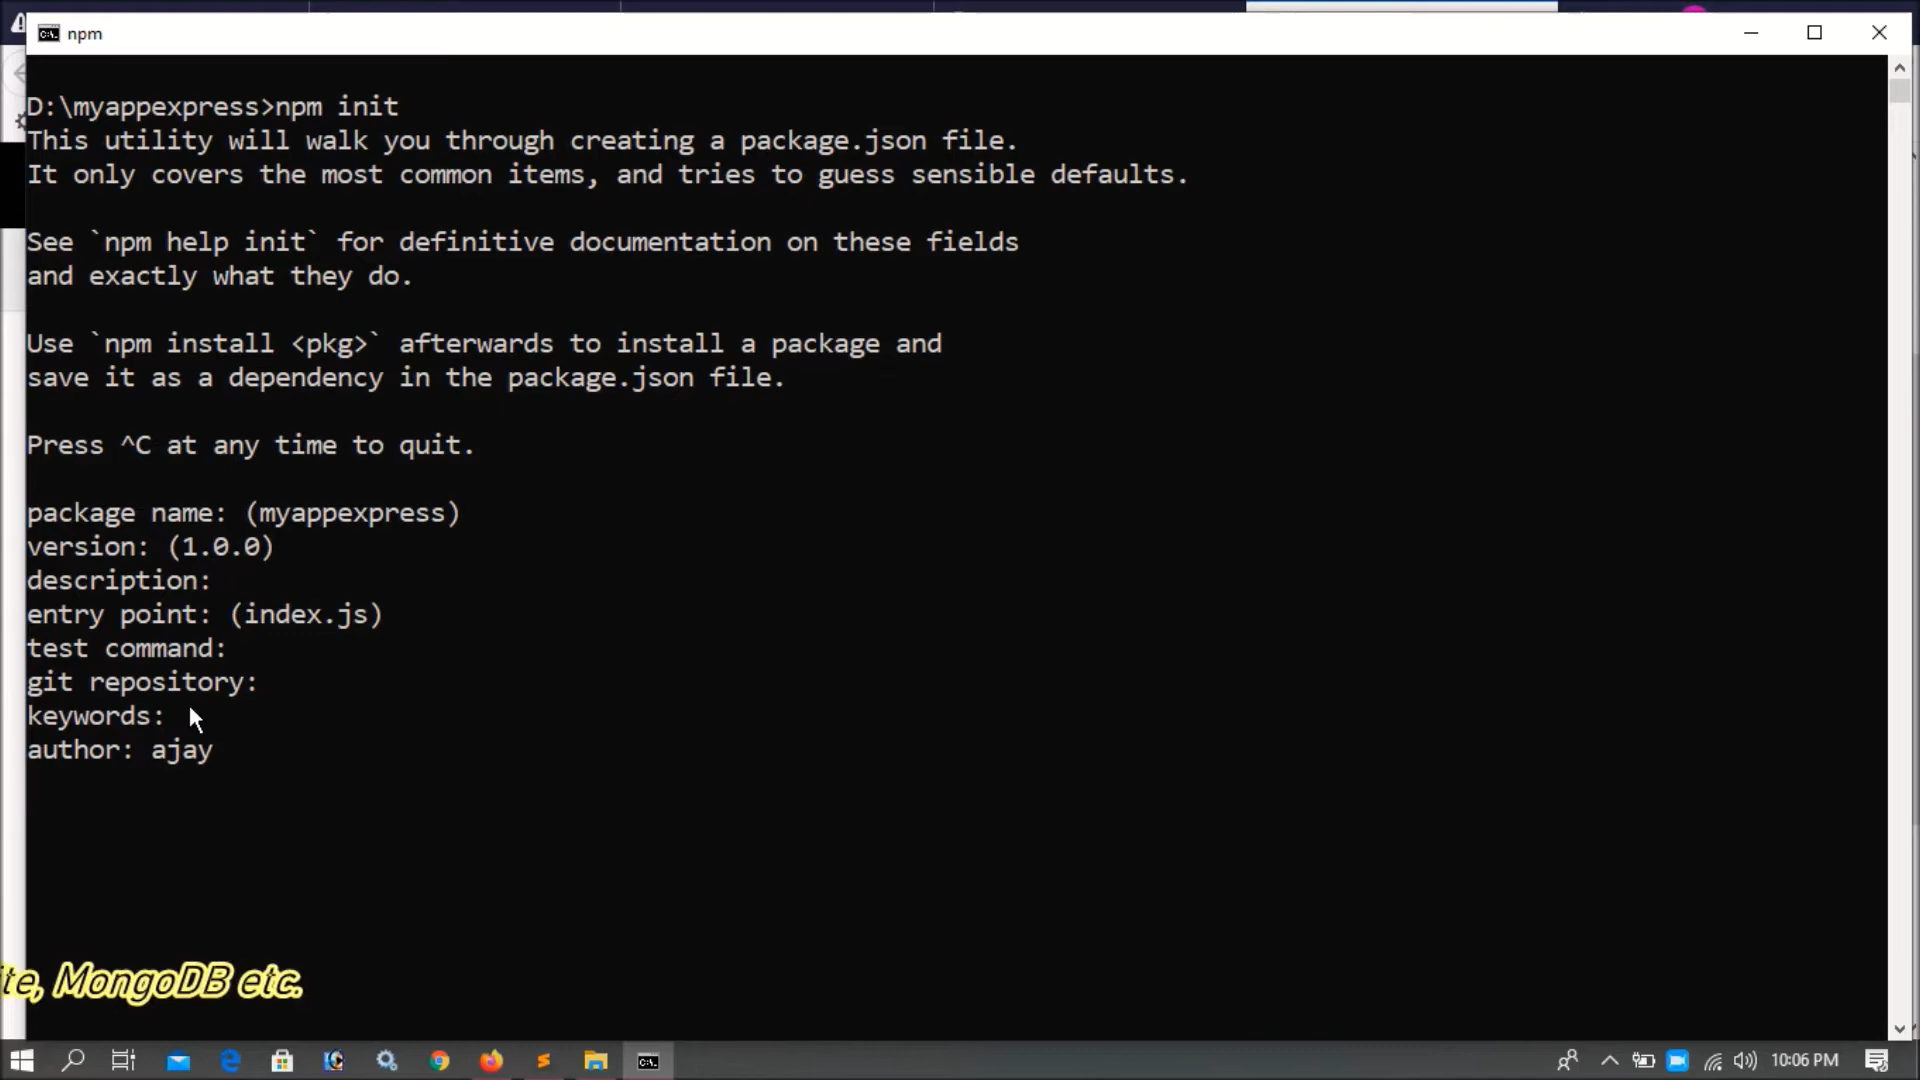 npm
D:\myappexpress>npm init
This utility will walk you through creating a package.json file.
It only covers the most common items, and tries to guess sensible defaults.
See `npm help init` for definitive documentation on these fields
and exactly what they do.
Use `npm install <pkg>` afterwards to install a package and
save it as a dependency in the package.json file.
Press ^C at any time to quit.
package name: (myappexpress)
version: (1.0.0)
description:
entry point: (index.js)
test command:
git repository:
keywords:
author: ajay
MongoDB etc.
10:06 PM